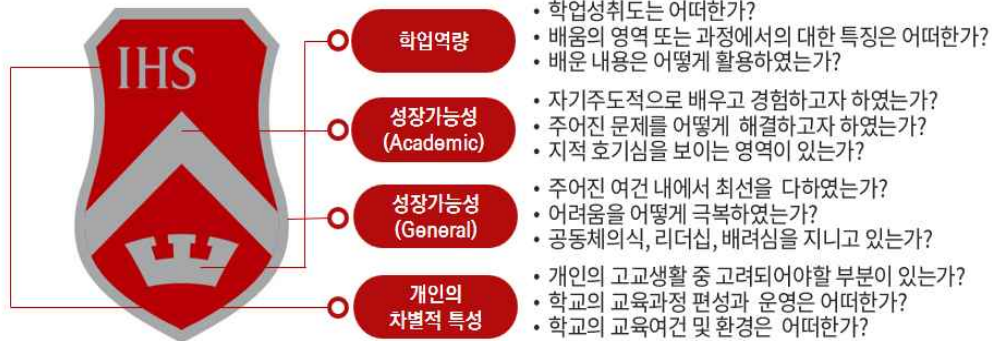 IHS
학업역량
• 학업성취도는 어떠한가?
• 배움의 영역 또는 과정에서의 대한 특징은 어떠한가?
• 배운 내용은 어떻게 활용하였는가?
성장가능성
(Academic)
• 자기주도적으로 배우고 경험하고자 하였는가?
• 주어진 문제를 어떻게 해결하고자 하였는가?
• 지적 호기심을 보이는 영역이 있는가?
성장가능성
(General)
• 주어진 여건 내에서 최선을 다하였는가?
• 어려움을 어떻게 극복하였는가?
• 공동체의식, 리더십, 배려심을 지니고 있는가?
개인의
차별적 특성
• 개인의 고교생활 중 고려되어야할 부분이 있는가?
• 학교의 교육과정 편성과 운영은 어떠한가?
• 학교의 교육여건 및 환경은 어떠한가?